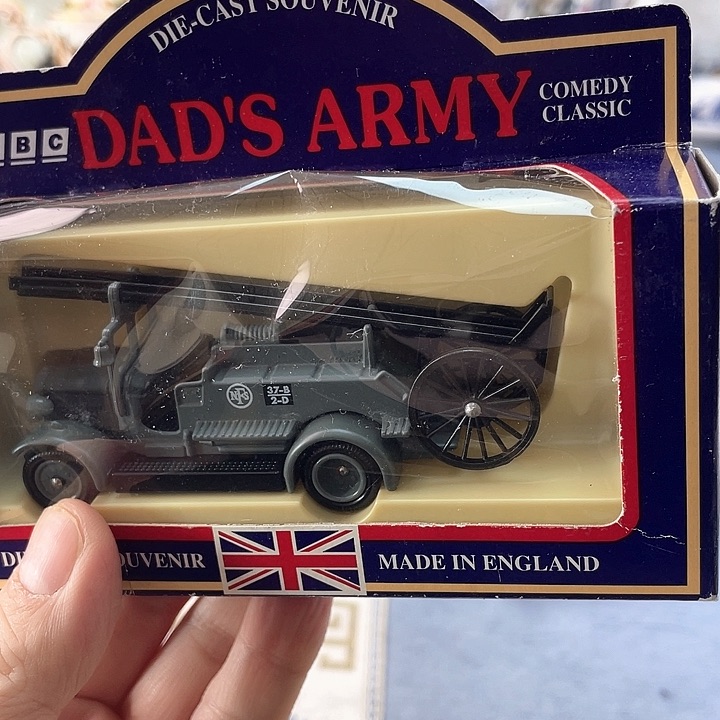 DIE-CAST SOUVENIR
BBC DAD'S ARMY COMEDY
CLASSIC
NFS
37-B
2-D
SOUVENIR MADE IN ENGLAND